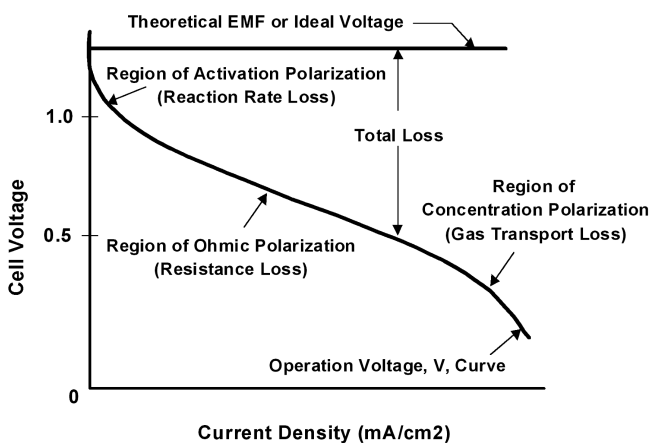 Theoretical EMF or Ideal Voltage
Region of Activation Polarization
(Reaction Rate Loss)
1.0
Total Loss
Region of
Concentration Polarization
(Gas Transport Loss)
0.5
Region of Ohmic Polarization
(Resistance Loss)
Cell Voltage
Operation Voltage, V, Curve
0
Current Density (mA/cm2)